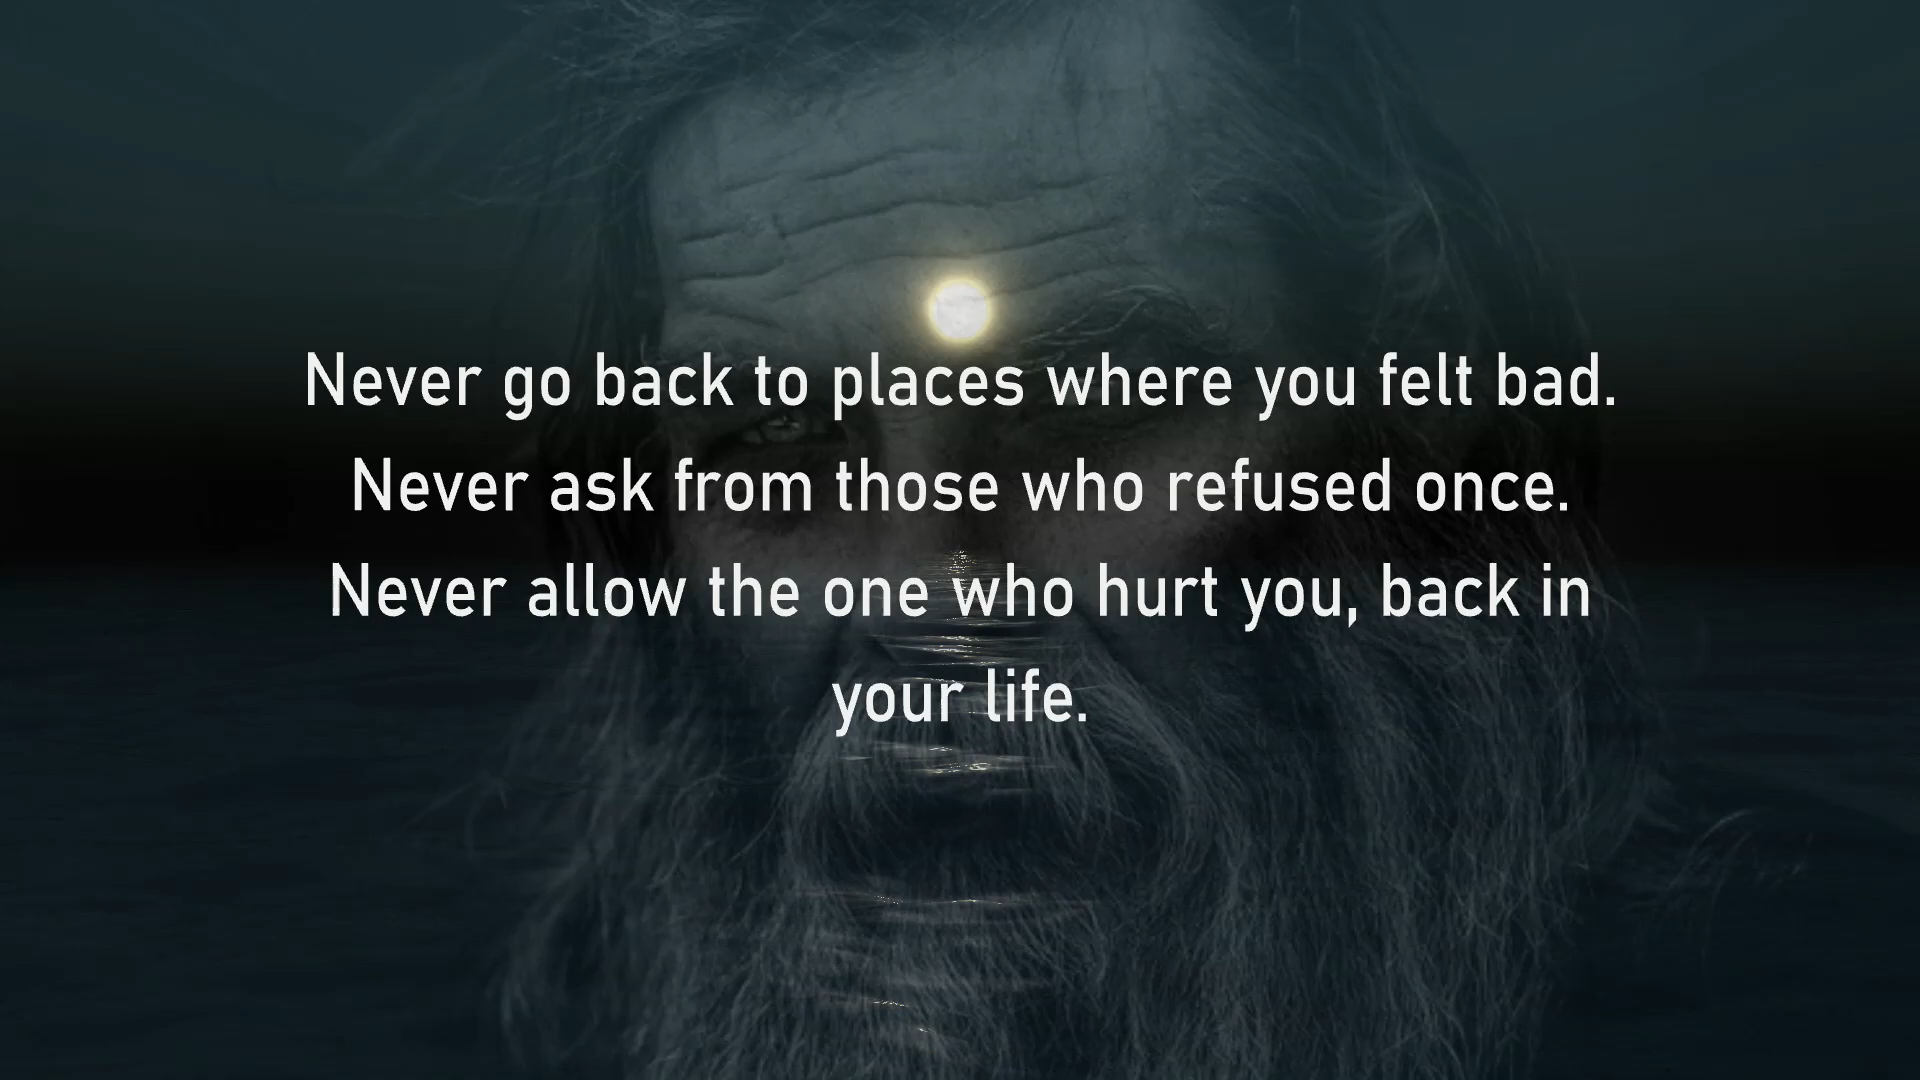 Never go back to places where you felt bad.
Never ask from those who refused once.
Never allow the one who hurt you, back in
your life.